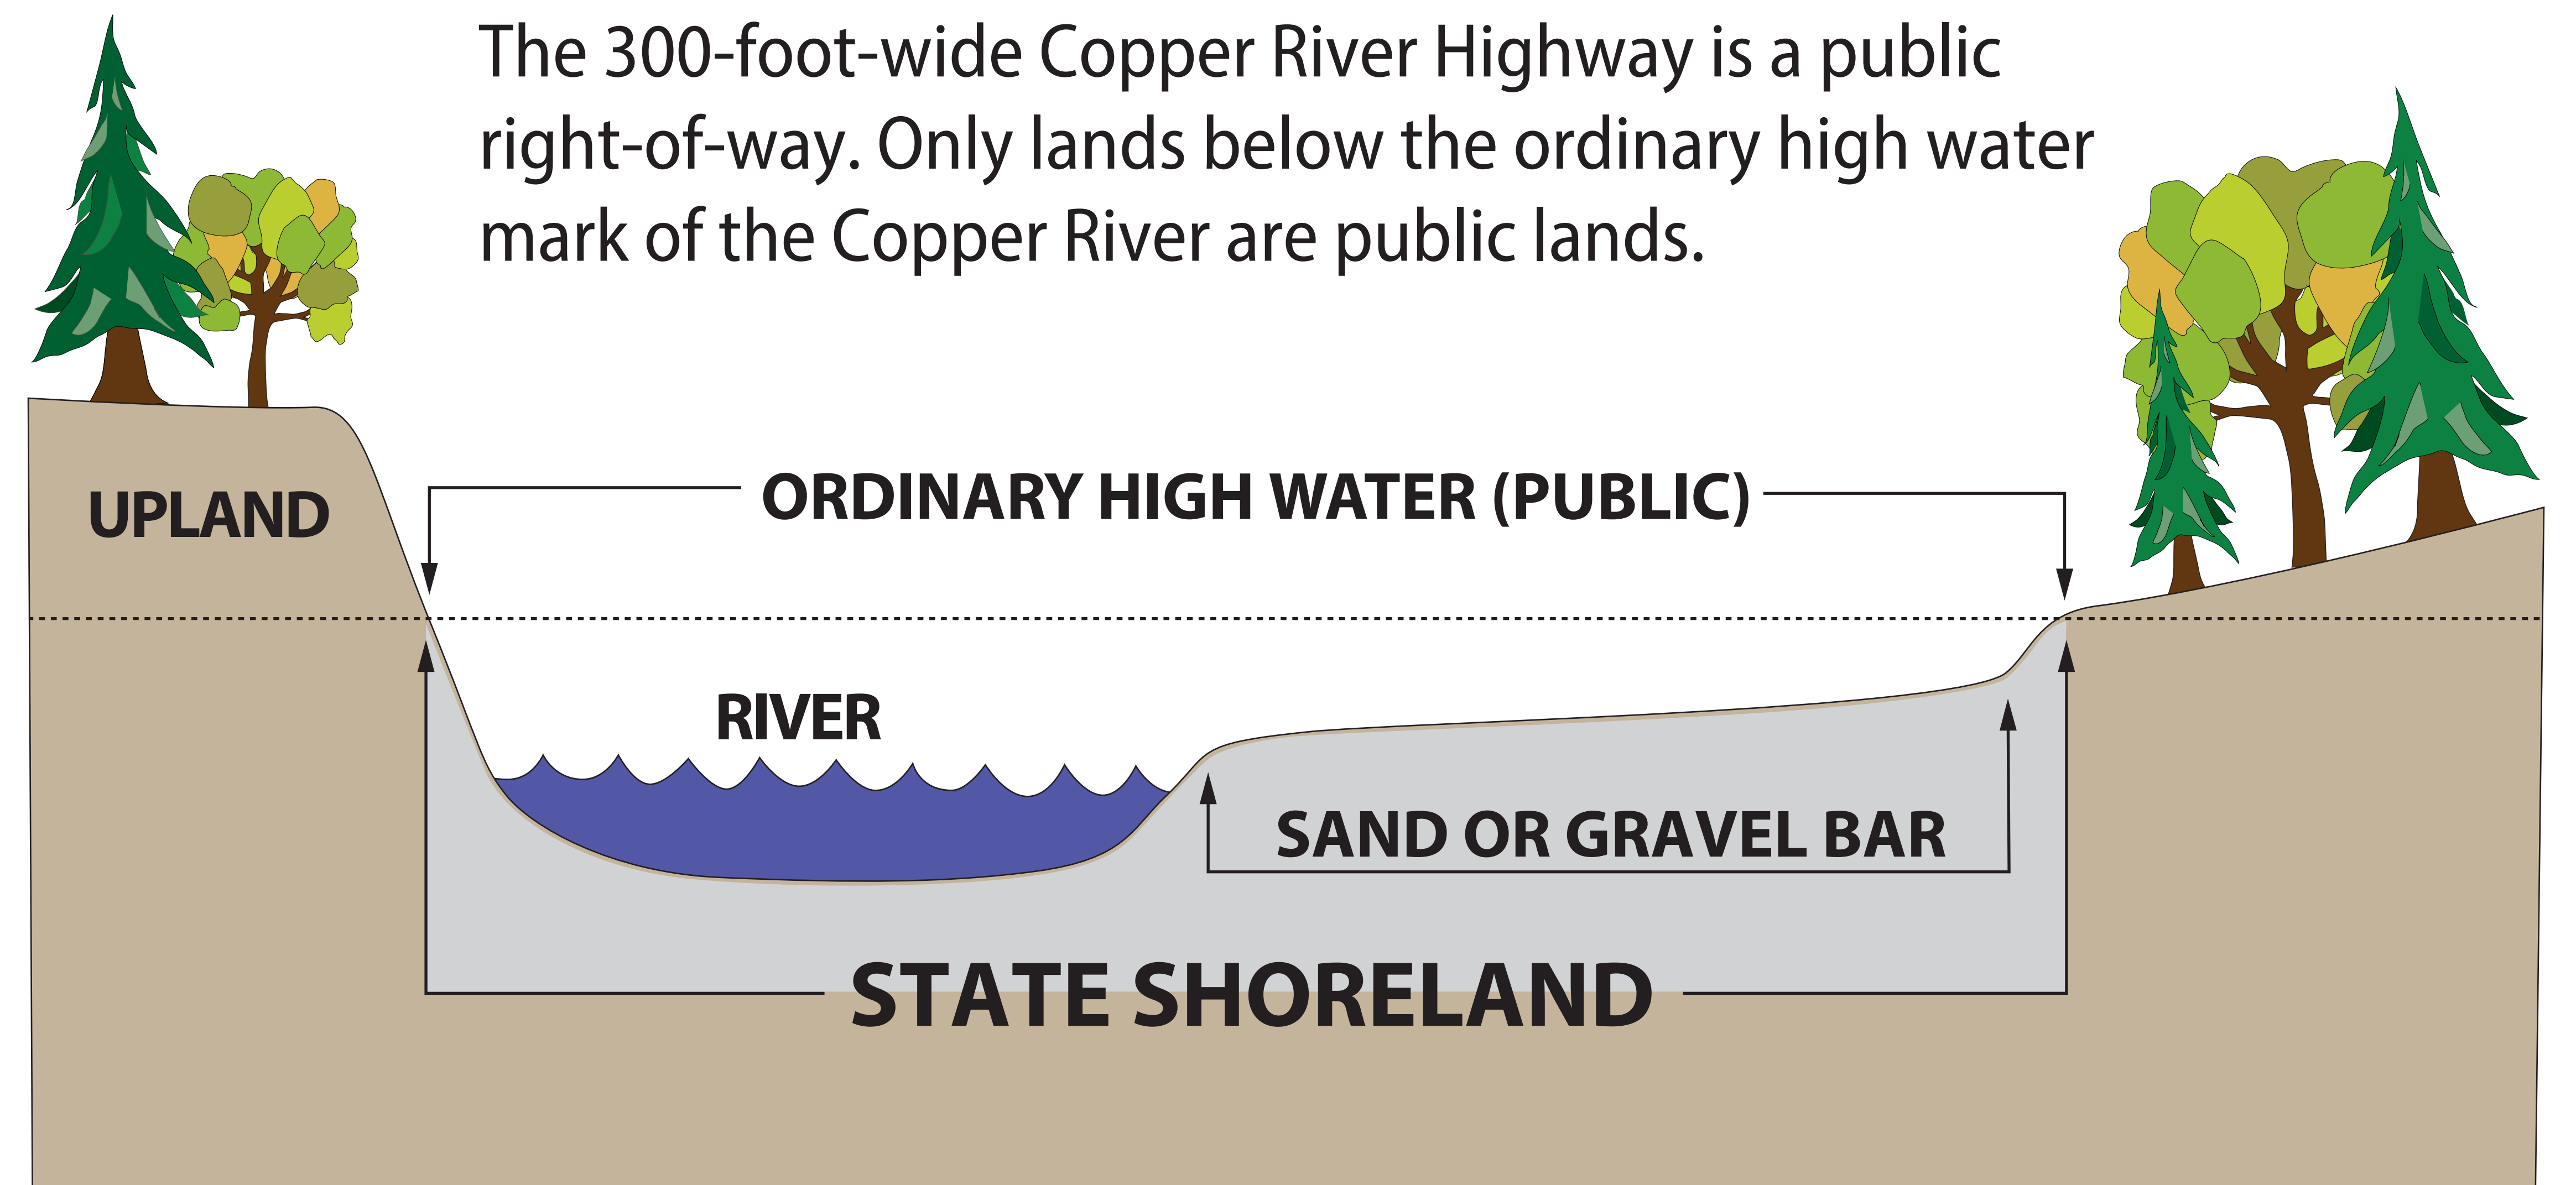 The 300-foot-wide Copper River Highway is a public
right-of-way. Only lands below the ordinary high water
mark of the Copper River are public lands.
ORDINARY HIGH WATER (PUBLIC)
UPLAND
RIVER
SAND OR GRAVEL BAR
STATE SHORELAND